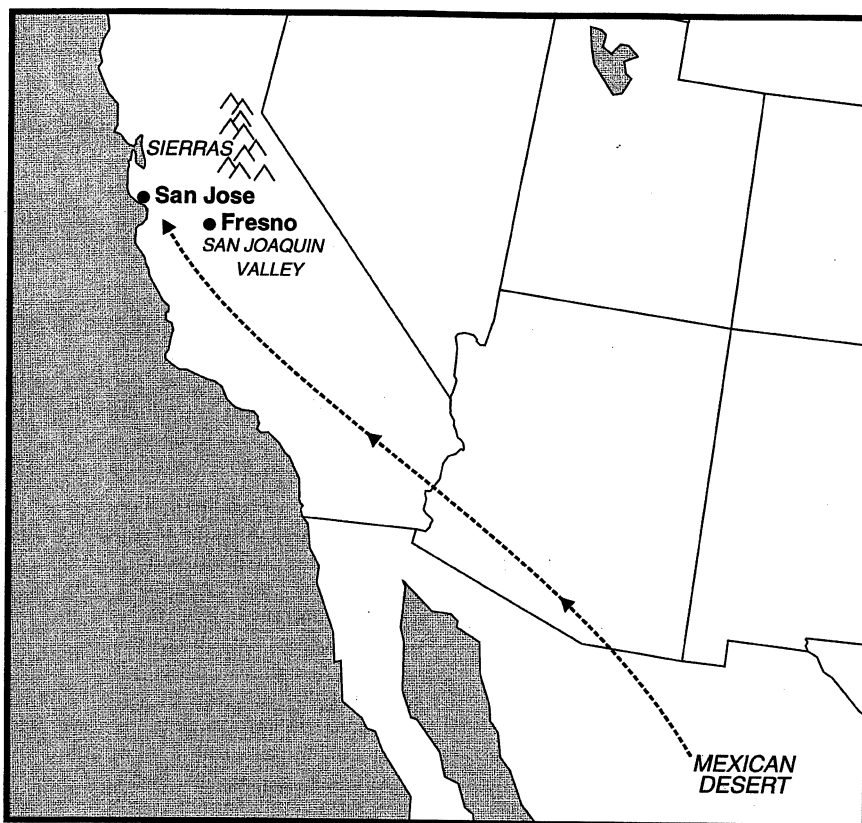 SIERRAS
San Jose
Fresno
SAN JOAQUIN
VALLEY
MEXICAN
DESERT